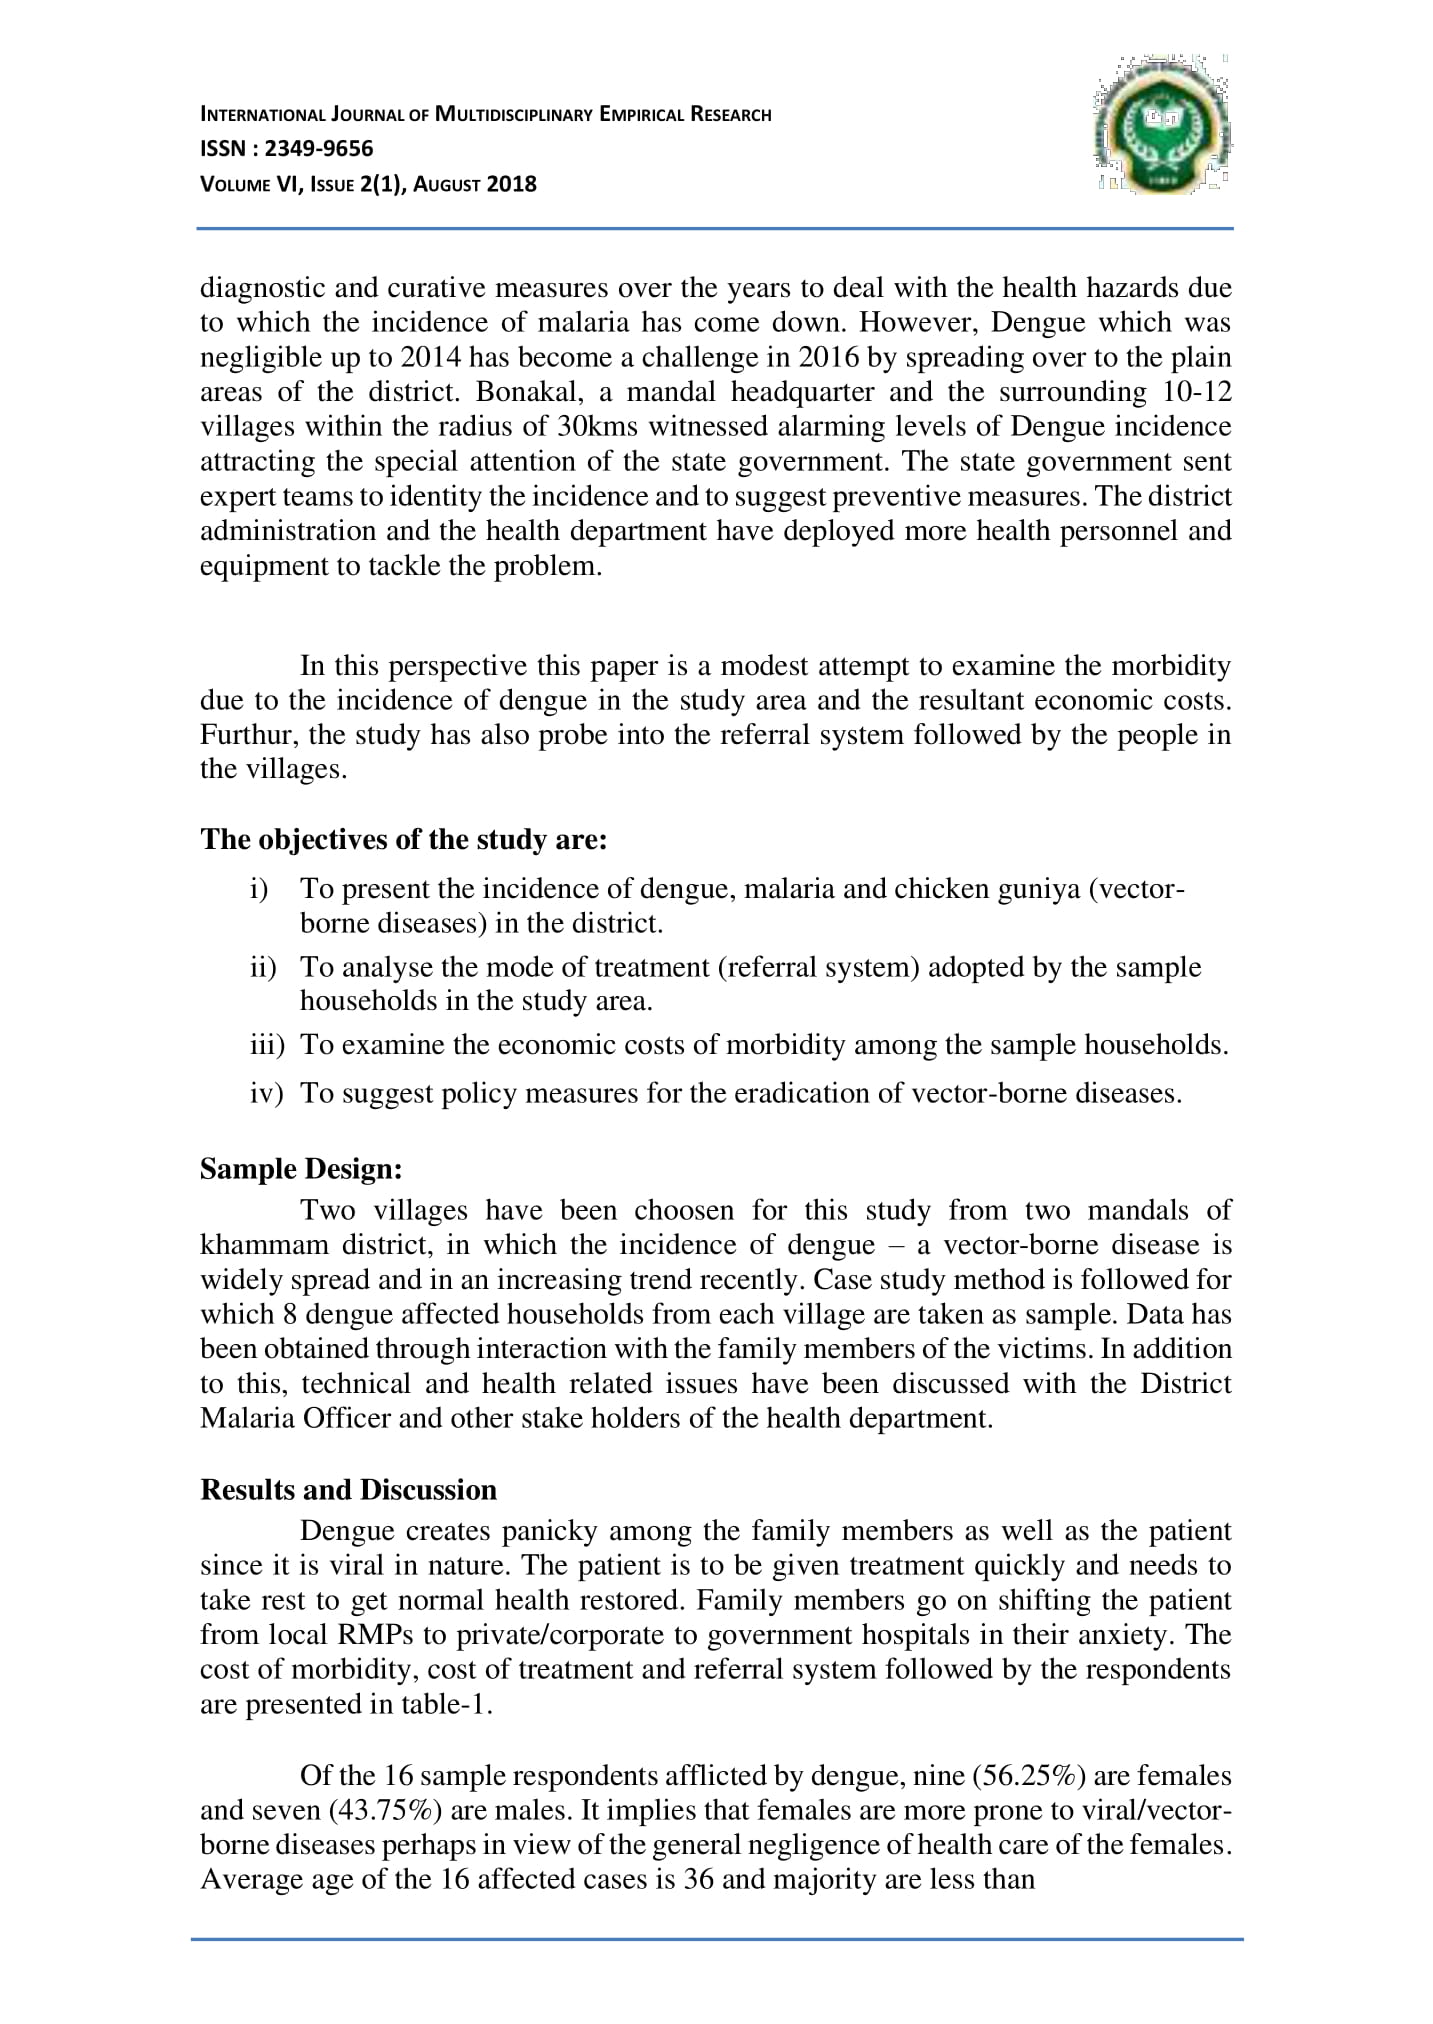 INTERNATIONAL JOURNAL OF MULTIDISCIPLINARY EMPIRICAL RESEARCH
ISSN : 2349-9656
VOLUME VI, ISSUE 2(1), AUGUST 2018
diagnostic and curative measures over the years to deal with the health hazards due
to which the incidence of malaria has come down. However, Dengue which was
negligible up to 2014 has become a challenge in 2016 by spreading over to the plain
areas of the district. Bonakal, a mandal headquarter and the surrounding 10-12
villages within the radius of 30kms witnessed alarming levels of Dengue incidence
attracting the special attention of the state government. The state government sent
expert teams to identity the incidence and to suggest preventive measures. The district
administration and the health department have deployed more health personnel and
equipment to tackle the problem.
In this perspective this paper is a modest attempt to examine the morbidity
due to the incidence of dengue in the study area and the resultant economic costs.
Furthur, the study has also probe into the referral system followed by the people in
the villages.
The objectives of the study are:
i) To present the incidence of dengue, malaria and chicken guniya (vector-
borne diseases) in the district.
ii) To analyse the mode of treatment (referral system) adopted by the sample
households in the study area.
iii) To examine the economic costs of morbidity among the sample households.
iv) To suggest policy measures for the eradication of vector-borne diseases.
Sample Design:
Two villages have been choosen for this study from two mandals of
khammam district, in which the incidence of dengue – a vector-borne disease is
widely spread and in an increasing trend recently. Case study method is followed for
which 8 dengue affected households from each village are taken as sample. Data has
been obtained through interaction with the family members of the victims. In addition
to this, technical and health related issues have been discussed with the District
Malaria Officer and other stake holders of the health department.
Results and Discussion
Dengue creates panicky among the family members as well as the patient
since it is viral in nature. The patient is to be given treatment quickly and needs to
take rest to get normal health restored. Family members go on shifting the patient
from local RMPs to private/corporate to government hospitals in their anxiety. The
cost of morbidity, cost of treatment and referral system followed by the respondents
are presented in table-1.
Of the 16 sample respondents afflicted by dengue, nine (56.25%) are females
and seven (43.75%) are males. It implies that females are more prone to viral/vector-
borne diseases perhaps in view of the general negligence of health care of the females.
Average age of the 16 affected cases is 36 and majority are less than